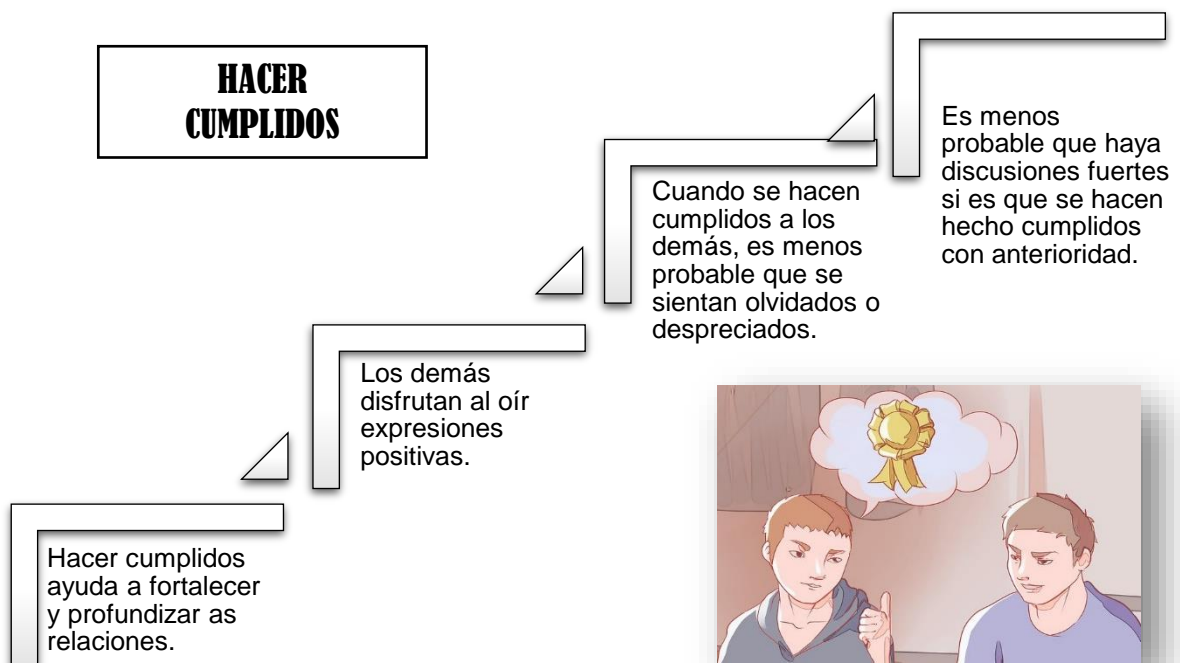 HACER
CUMPLIDOS
Hacer cumplidos
ayuda a fortalecer
y profundizar as
relaciones.
Los demás
disfrutan al oír
expresiones
positivas.
Cuando se hacen
cumplidos a los
demás, es menos
probable que se
sientan olvidados o
despreciados.
Es menos
probable que haya
discusiones fuertes
si es que se hacen
hecho cumplidos
con anterioridad.